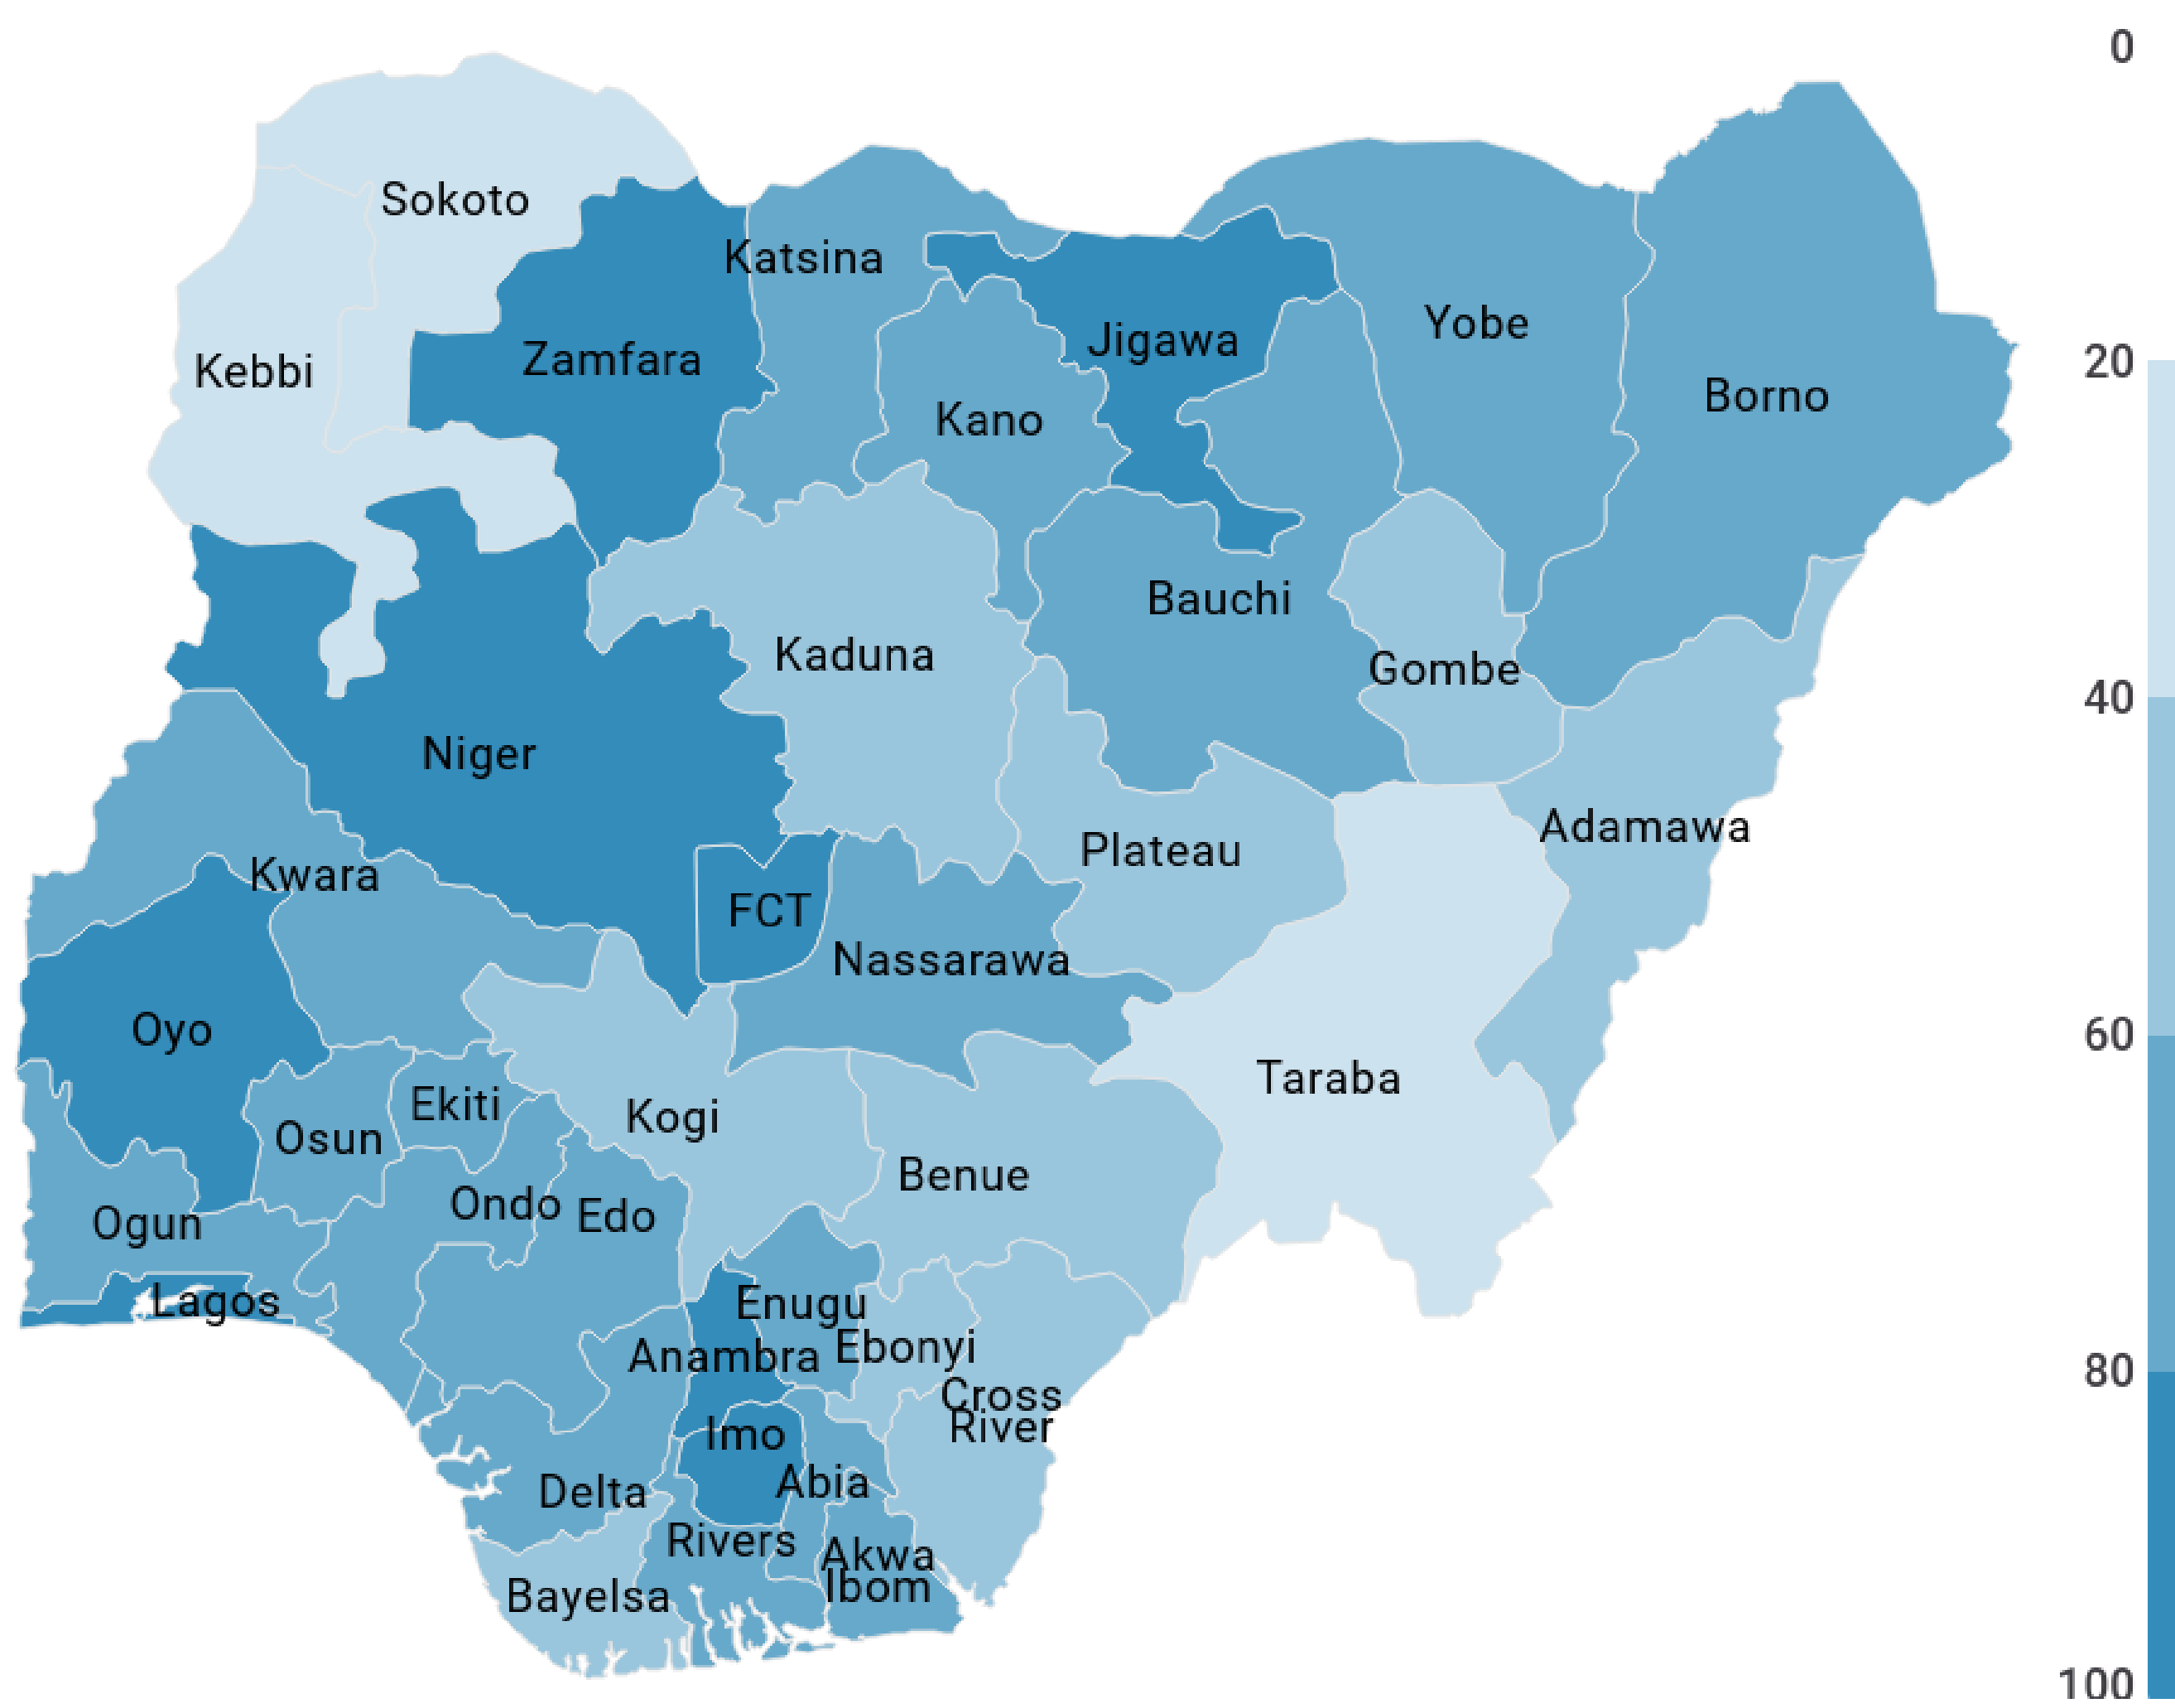 0
Sokoto
Katsina
Yobe
Jigawa
Zamfara
20
Kebbi
Borno
Kano
Bauchi
Kaduna
Gombe
40
Niger
Adamawa
Plateau
Kwara
FCT
Nassarawa
Oyo
60
Taraba
Ekiti
Kogi
Osun
Benue
Ondo
Edo
Ogun
Lagos
Enugu
Ebonyi
Anambra
80
Cross
River
Imo
Abia
Delta
Rivers
Akwa
Ibom
Bayelsa
100